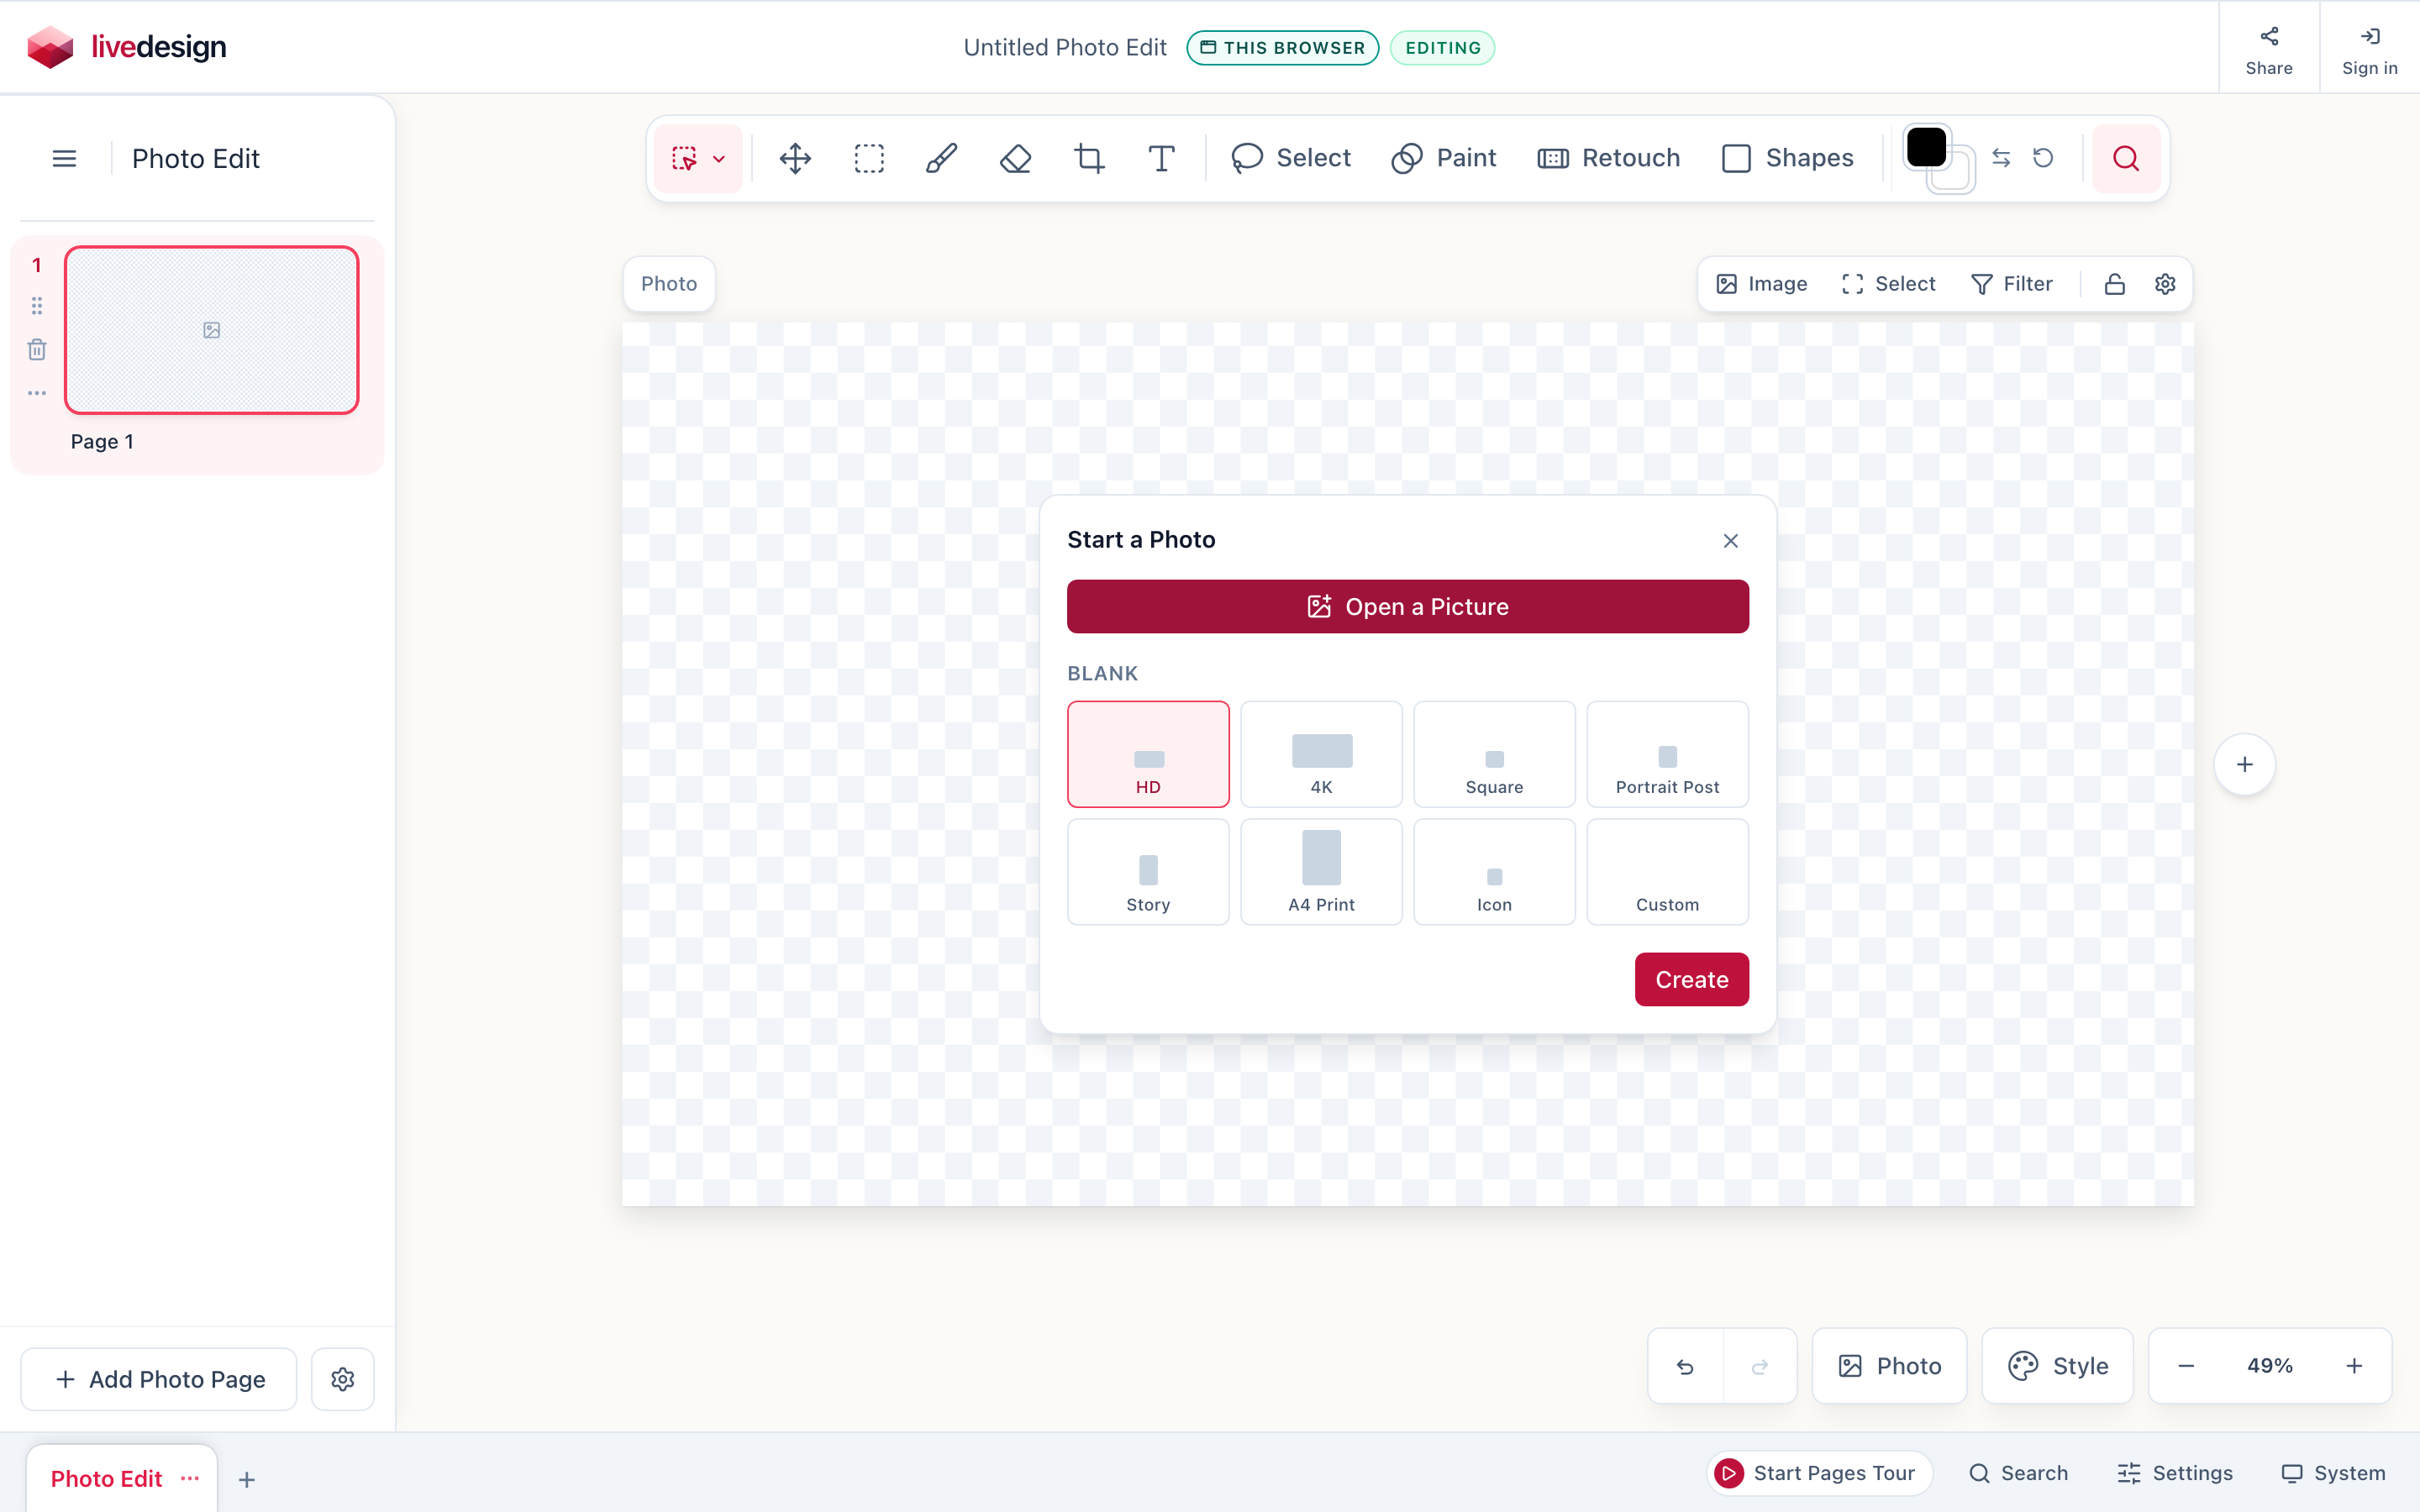 livedesign
Untitled Photo Edit
THIS BROWSER
EDITING
Share
Sign in
Photo Edit
Select
Paint
Retouch
Shapes
1
Page 1
Photo
Image
Select
Filter
Start a Photo
Open a Picture
BLANK
HD
4K
Square
Portrait Post
Story
A4 Print
Icon
Custom
Create
Add Photo Page
Photo
Style
49%
Photo Edit
Start Pages Tour
Search
Settings
System